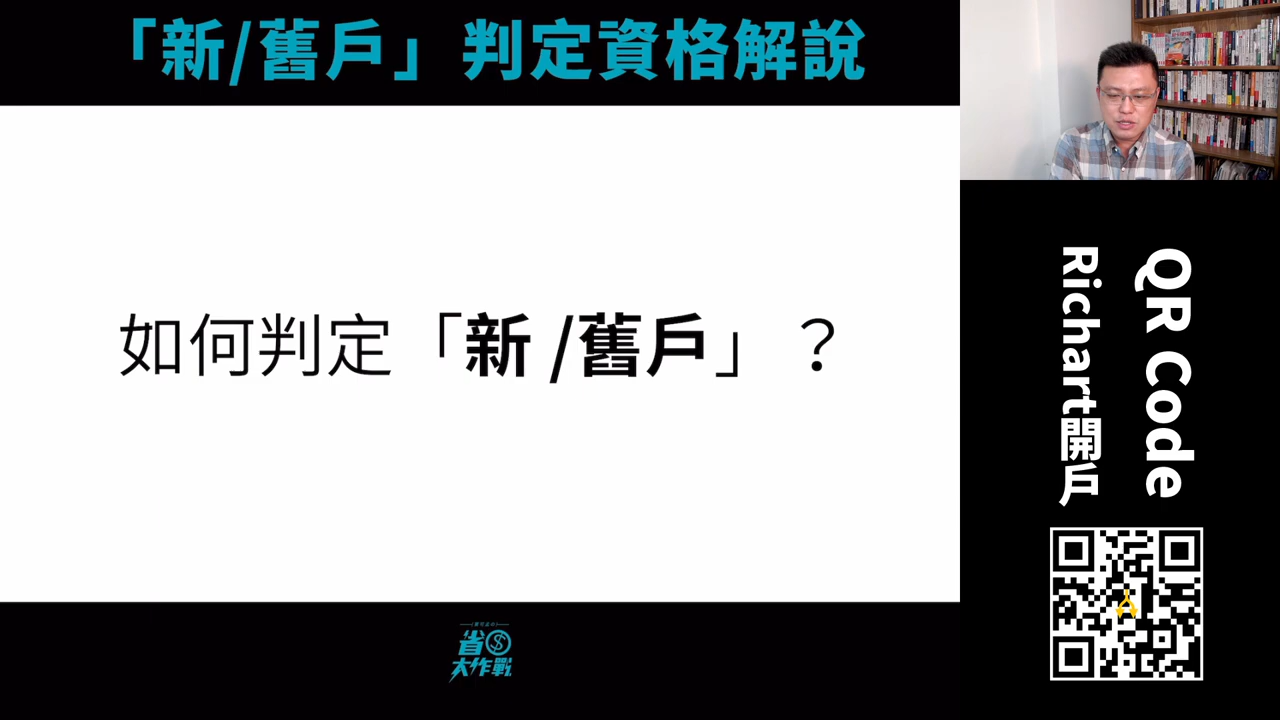 「新/舊戶」判定資格解說
如何判定「新/舊戶」？
QR Code
Richart開戶
省$
大作戰